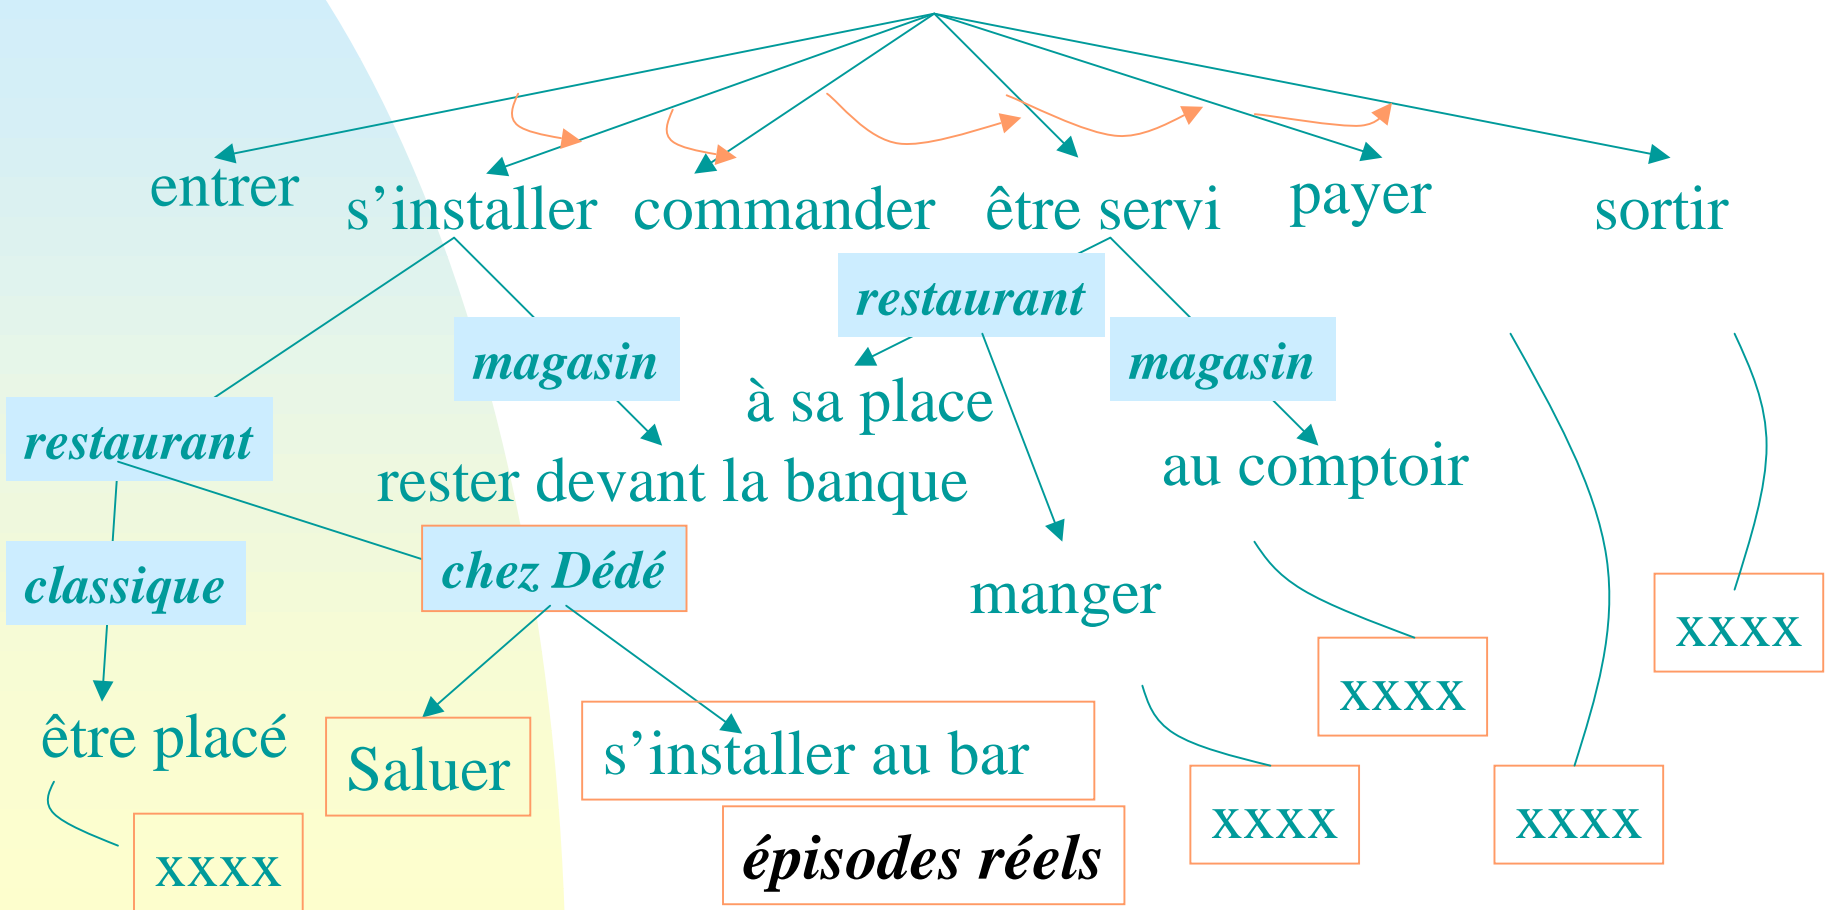 entrer
s’installer
commander
être servi
payer
sortir
restaurant
magasin
magasin
à sa place
restaurant
rester devant la banque
au comptoir
classique
chez Dédé
manger
xxxx
xxxx
être placé
Saluer
s’installer au bar
xxxx
xxxx
épisodes réels
xxxx